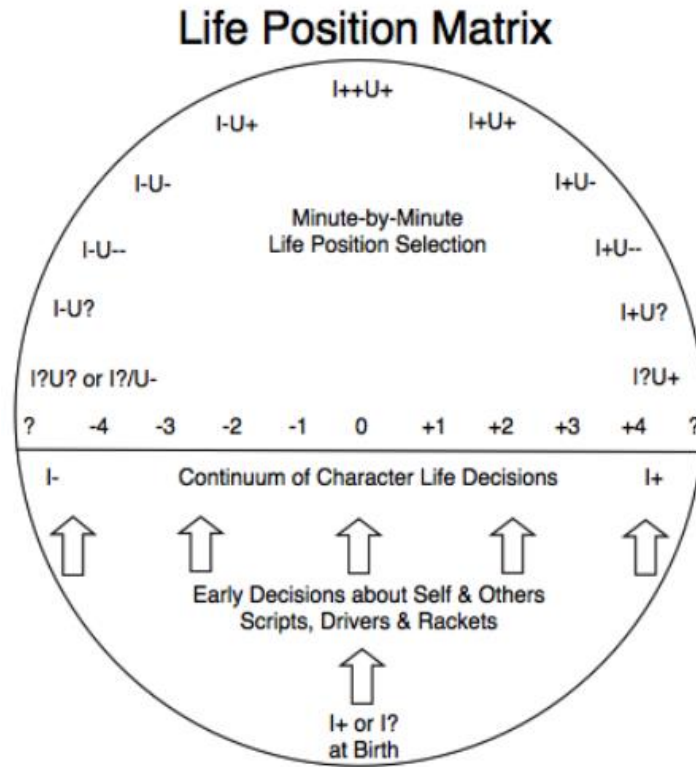 Life Position Matrix
I++U+
I-U+
I+U+
I-U-
I+U-
Minute-by-Minute
Life Position Selection
I-U--
I+U--
I-U?
I+U?
I?U? or I?/U-
I?U+
? -4 -3 -2 -1 0 +1 +2 +3 +4 ?
I- Continuum of Character Life Decisions I+
Early Decisions about Self & Others
Scripts, Drivers & Rackets
I+ or I?
at Birth